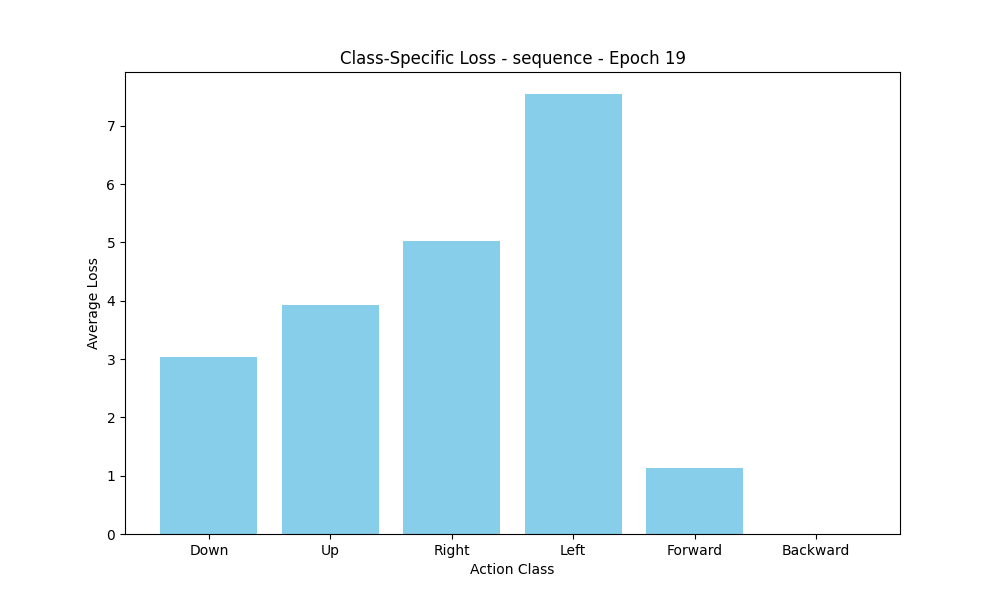 Class-Specific Loss - sequence - Epoch 19
Average Loss
7
6
5
4
3
2
1
0
Down Up Right Left Forward Backward
Action Class